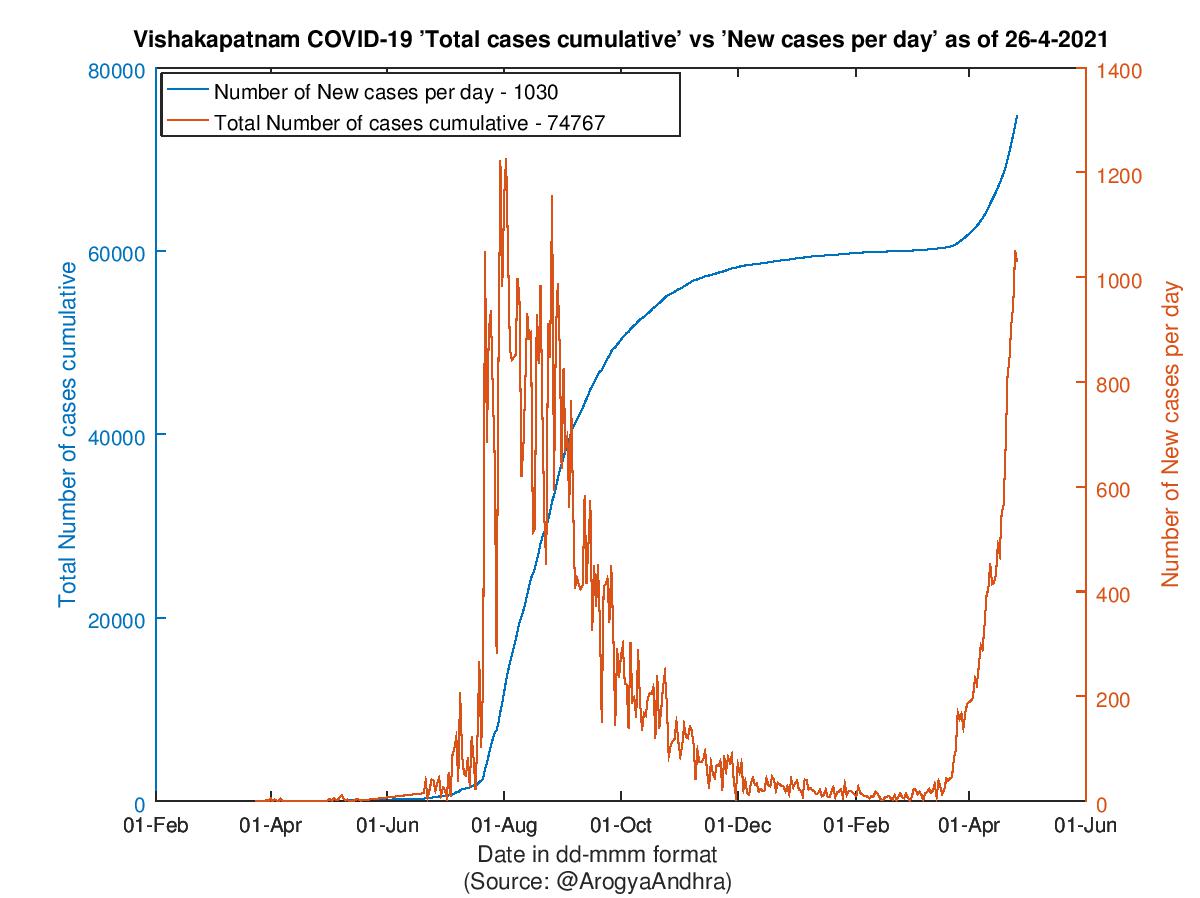 Vishakapatnam COVID-19 ’Total cases cumulative’ vs ’New cases per day’ as of 26-4-2021
Number of New cases per day - 1030
Total Number of cases cumulative - 74767
80000
60000
40000
20000
0
Total Number of cases cumulative
1400
1200
1000
800
600
400
200
0
Number of New cases per day
01-Feb 01-Apr 01-Jun 01-Aug 01-Oct 01-Dec 01-Feb 01-Apr 01-Jun
Date in dd-mmm format
(Source: @ArogyaAndhra)